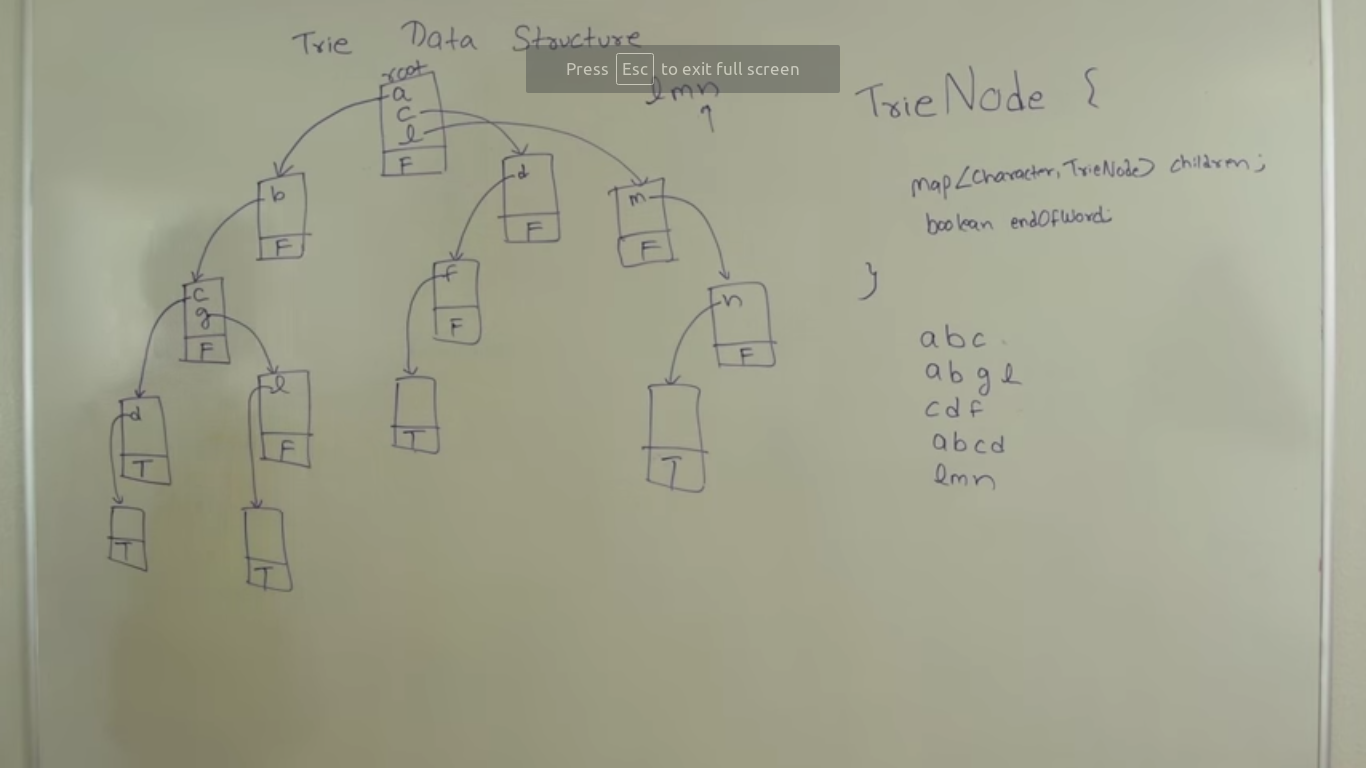 Trie Data Structure
Press Esc to exit full screen
root
lmn
a
c
l
F
b
F
d
F
m
F
c
g
F
f
F
n
F
d
T
l
F
T
T
T
T
TrieNode {
map<Character, TrieNode> children;
boolean endOfWord;
}
abc
abgl
cdf
abcd
lmn